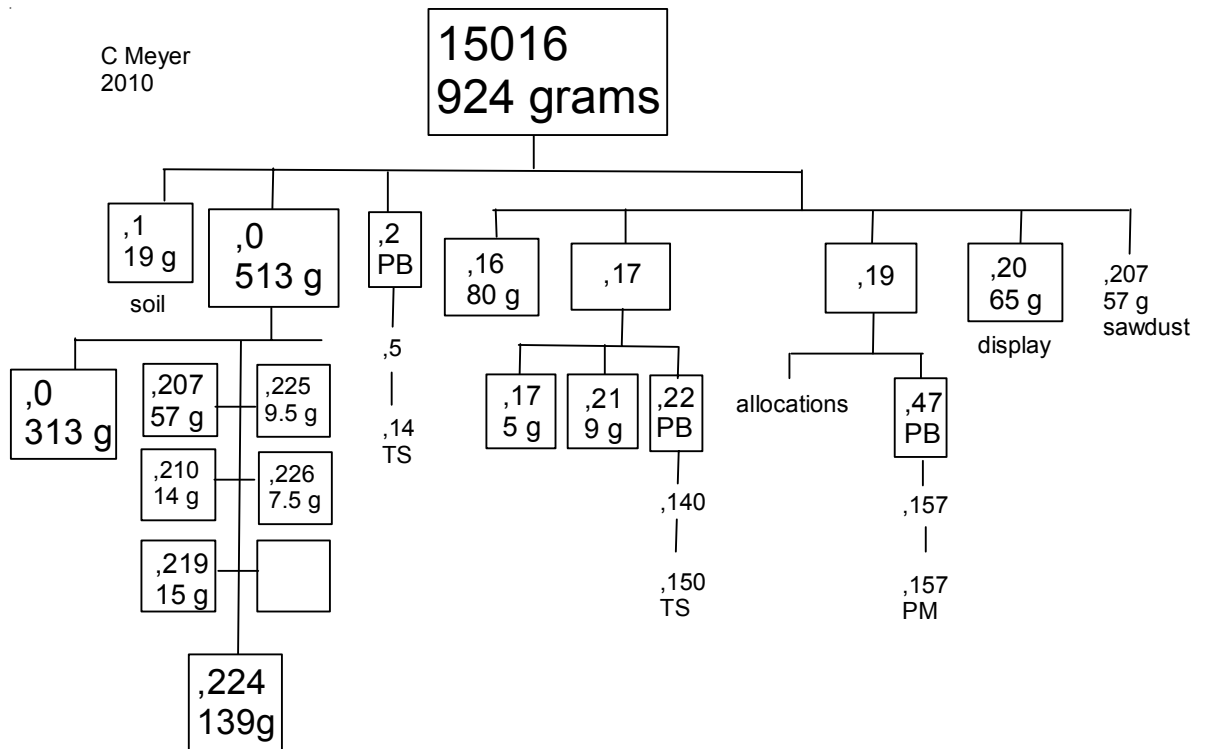 C Meyer
2010
15016
924 grams
,1
19 g
soil
,0
513 g
,2
PB
,5
,14
TS
,16
80 g
,17
,19
,20
65 g
display
,207
57 g
sawdust
,0
313 g
,207
57 g
,225
9.5 g
,210
14 g
,226
7.5 g
,219
15 g
,224
139g
,17
5 g
,21
9 g
,22
PB
,140
,150
TS
allocations
,47
PB
,157
,157
PM